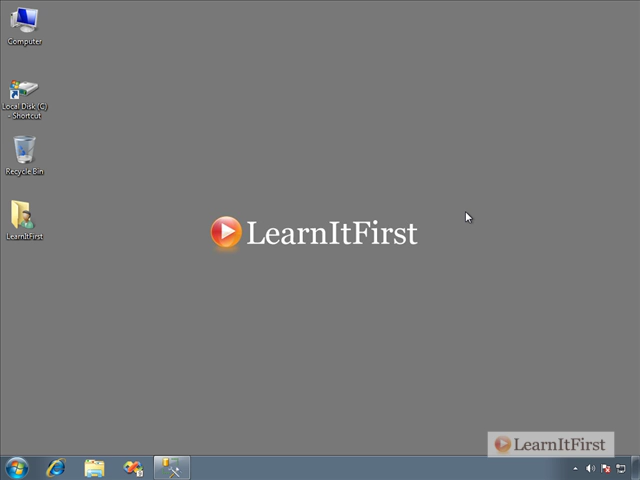 Computer
Local Disk (C)
- Shortcut
Recycle Bin
LearnItFirst
LearnItFirst
LearnItFirst